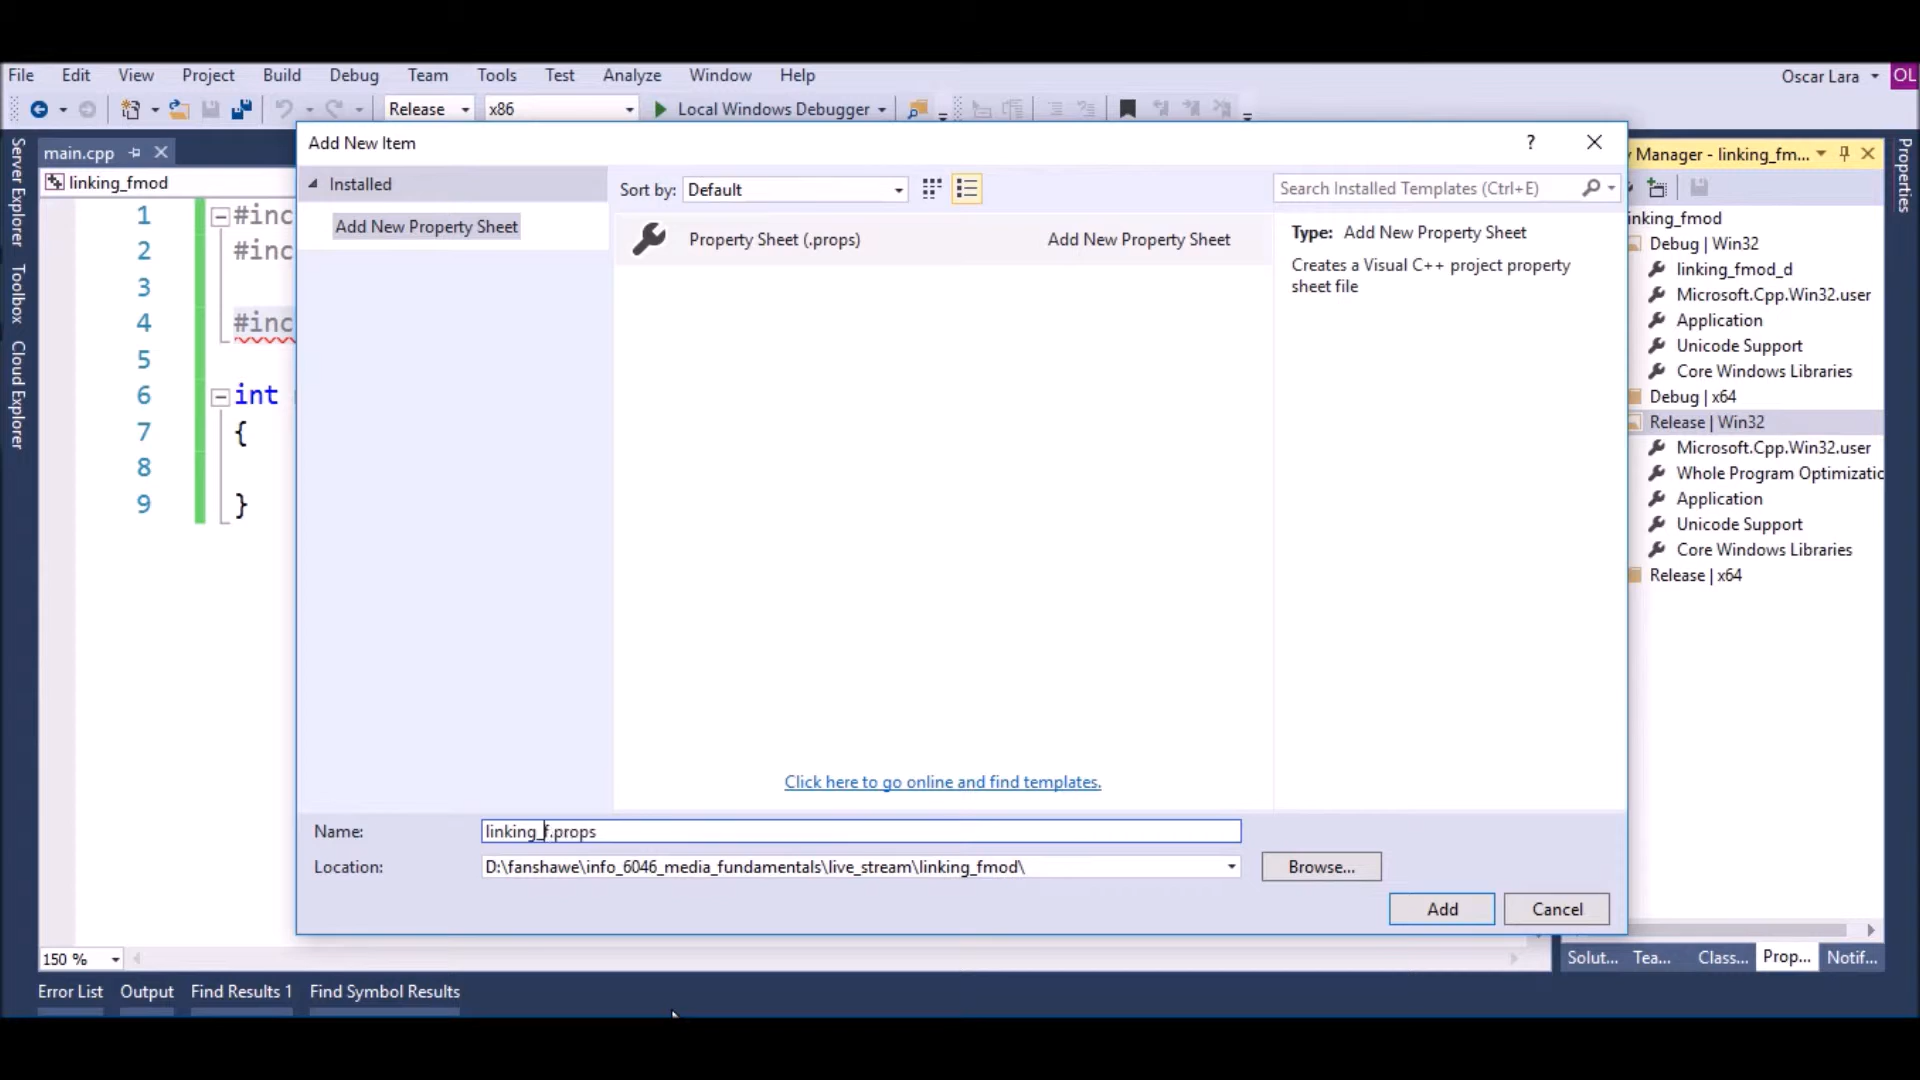 File Edit View Project Build Debug Team Tools Test Analyze Window Help
Oscar Lara OL
Release x86 Local Windows Debugger
Server Explorer
Toolbox
Cloud Explorer
main.cpp
linking_fmod
1 #inc
2 #inc
3
4 #inc
5
6 int
7 {
8
9 }
150 %
Add New Item
Installed
Add New Property Sheet
Sort by: Default
Search Installed Templates (Ctrl+E)
Property Sheet (.props) Add New Property Sheet
Type: Add New Property Sheet
Creates a Visual C++ project property
sheet file
Click here to go online and find templates.
Name: linking_f.props
Location: D:\fanshawe\info_6046_media_fundamentals\live_stream\linking_fmod\
Browse...
Add Cancel
Manager - linking_fm...
inking_fmod
Debug | Win32
linking_fmod_d
Microsoft.Cpp.Win32.user
Application
Unicode Support
Core Windows Libraries
Debug | x64
Release | Win32
Microsoft.Cpp.Win32.user
Whole Program Optimizatic
Application
Unicode Support
Core Windows Libraries
Release | x64
Properties
Solut... Tea... Class... Prop... Notif...
Error List Output Find Results 1 Find Symbol Results